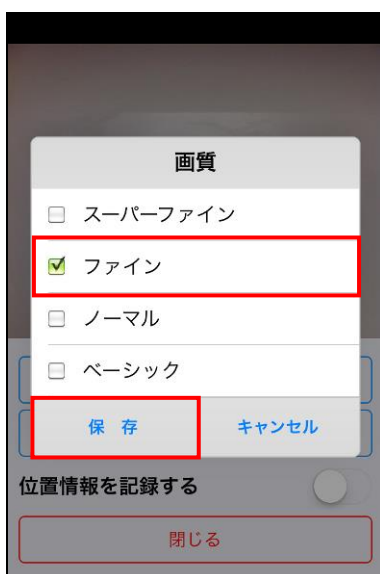 画質
スーパーファイン
ファイン
ノーマル
ベーシック
保 存
キャンセル
位置情報を記録する
閉じる